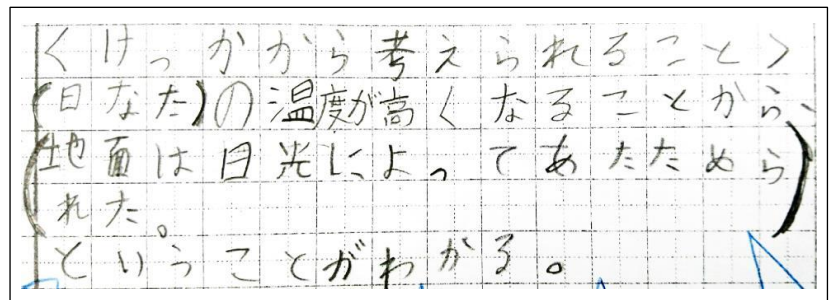 <けっかから考えられること>
(日なた)の温度が高くなることから、
(地面は日光によってあたためら
れた。)
ということがわかる。